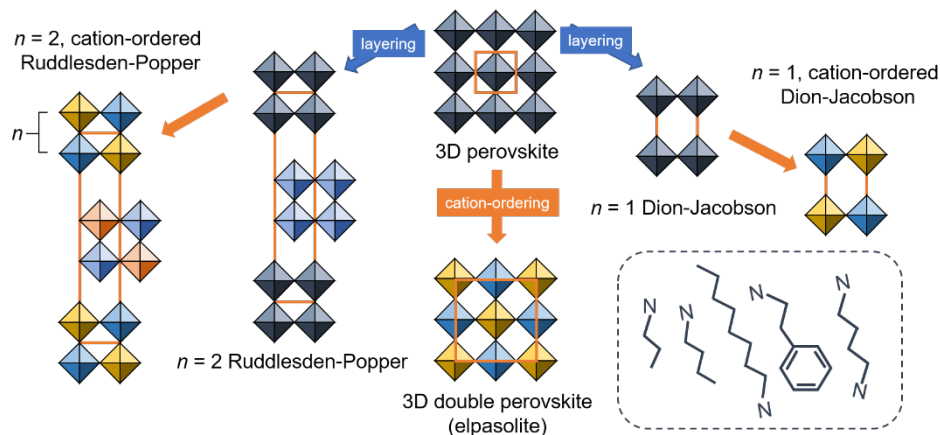 n = 2, cation-ordered
Ruddlesden-Popper
layering
layering
n = 1, cation-ordered
Dion-Jacobson
n
3D perovskite
cation-ordering
n = 1 Dion-Jacobson
n = 2 Ruddlesden-Popper
3D double perovskite
(elpasolite)
N
N
N
N
N
N